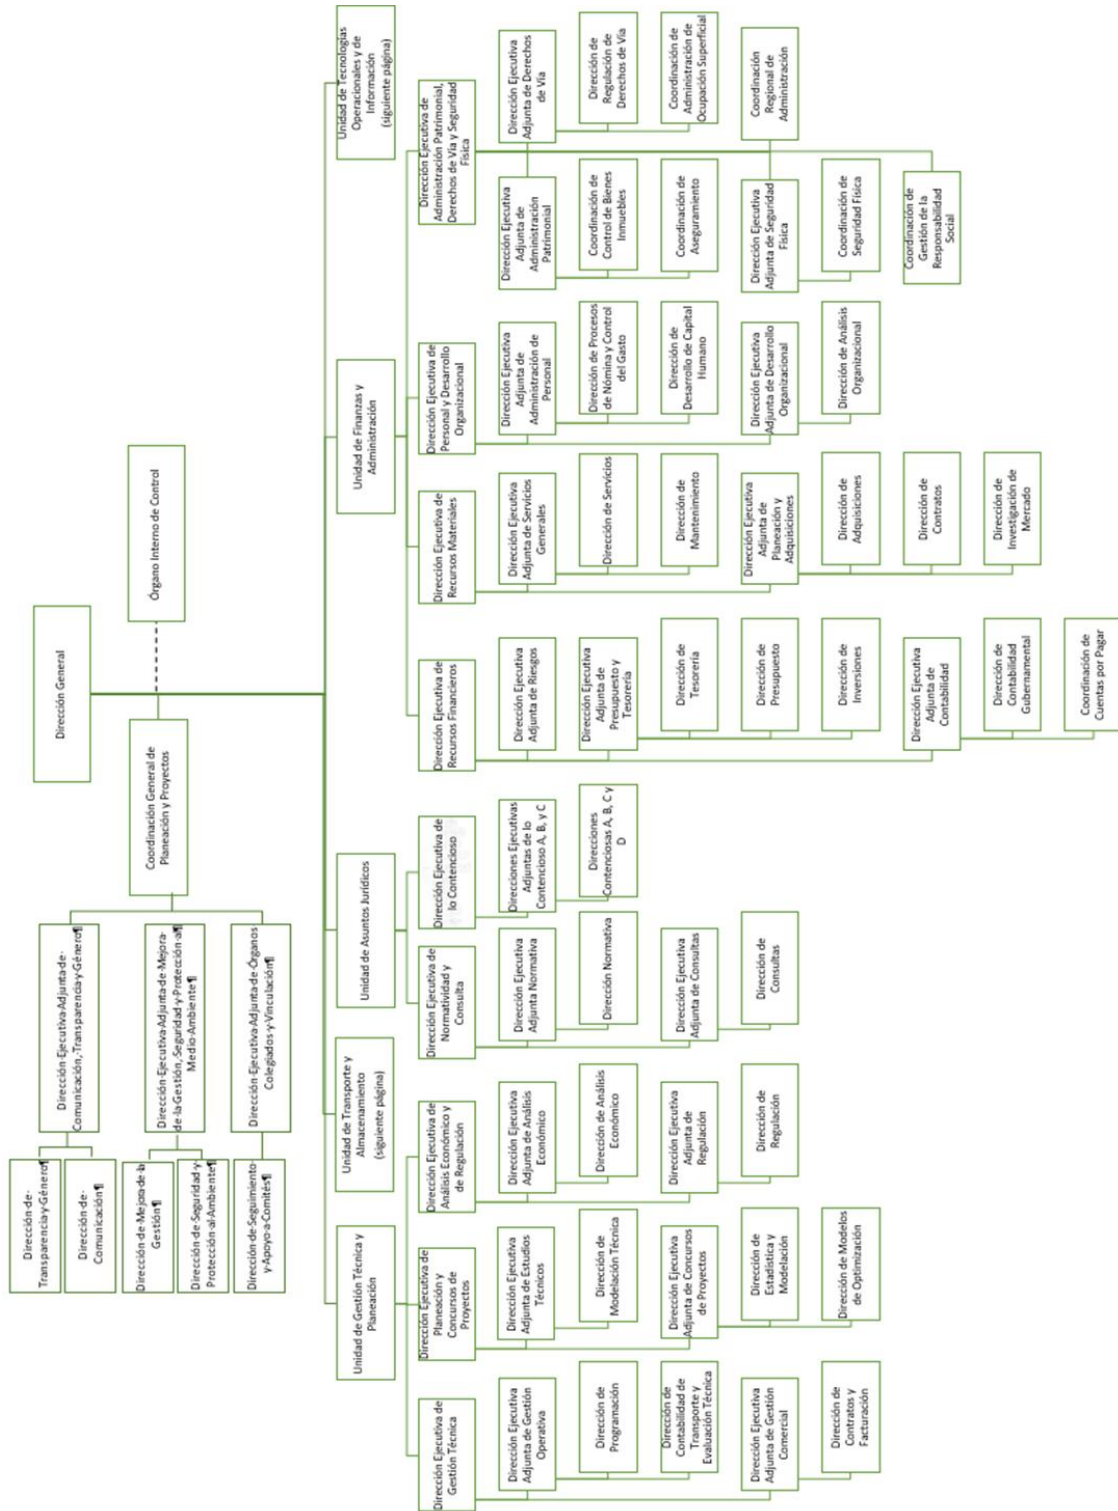 Dirección General
Órgano Interno de Control
Coordinación General de
Planeación y Proyectos
Dirección·Ejecutiva·Adjunta·de·
Comunicación,·Transparencia·y·Género¶
Dirección·de·
Transparencia·y·Género¶
Dirección·de·
Comunicación¶
Dirección·Ejecutiva·Adjunta·de·Mejora·
de·la·Gestión,·Seguridad·y·Protección·al¶
Medio·Ambiente¶
Dirección·de·Mejora·de·la·
Gestión¶
Dirección·de·Seguridad·y·
Protección·al·Ambiente¶
Dirección·Ejecutiva·Adjunta·de·Órganos·
Colegiados·y·Vinculación¶
Dirección·de·Seguimiento·
y·Apoyo·a·Comités¶
Unidad de Gestión Técnica y
Planeación
Unidad de Transporte y
Almacenamiento
(siguiente página)
Unidad de Asuntos Jurídicos
Unidad de Finanzas y
Administración
Unidad de Tecnologías
Operacionales y de
Información
(siguiente página)
Dirección Ejecutiva de
Gestión Técnica
Dirección Ejecutiva
Adjunta de Gestión
Operativa
Dirección de
Programación
Dirección de
Contabilidad de
Transporte y
Evaluación Técnica
Dirección Ejecutiva
Adjunta de Gestión
Comercial
Dirección de
Contratos y
Facturación
Dirección Ejecutiva de
Planeación y
Concursos de
Proyectos
Dirección Ejecutiva
Adjunta de Estudios
Técnicos
Dirección de
Modelación Técnica
Dirección Ejecutiva
Adjunta de Concursos
de Proyectos
Dirección de
Estadística y
Modelación
Dirección de Modelos
de Optimización
Dirección Ejecutiva de
Análisis Económico y
de Regulación
Dirección Ejecutiva
Adjunta de Análisis
Económico
Dirección de Análisis
Económico
Dirección Ejecutiva
Adjunta de
Regulación
Dirección de
Regulación
Dirección Ejecutiva de
Normatividad y
Consulta
Dirección Ejecutiva
Adjunta Normativa
Dirección Normativa
Dirección Ejecutiva
Adjunta de Consultas
Dirección de
Consultas
Dirección Ejecutiva de
lo Contencioso
Direcciones Ejecutivas
Adjuntas de lo
Contencioso A, B, y C
Direcciones
Contenciosas A, B, C y
D
Dirección Ejecutiva de
Recursos Financieros
Dirección Ejecutiva
Adjunta de Riesgos
Dirección Ejecutiva
Adjunta de
Presupuesto y
Tesorería
Dirección de
Tesorería
Dirección de
Presupuesto
Dirección de
Inversiones
Dirección Ejecutiva
Adjunta de
Contabilidad
Dirección de
Contabilidad
Gubernamental
Coordinación de
Cuentas por Pagar
Dirección Ejecutiva de
Recursos Materiales
Dirección Ejecutiva
Adjunta de Servicios
Generales
Dirección de Servicios
Dirección de
Mantenimiento
Dirección Ejecutiva
Adjunta de
Planeación y
Adquisiciones
Dirección de
Adquisiciones
Dirección de
Contratos
Dirección de
Investigación de
Mercado
Dirección Ejecutiva de
Personal y Desarrollo
Organizacional
Dirección Ejecutiva
Adjunta de
Administración de
Personal
Dirección de Procesos
de Nómina y Control
del Gasto
Dirección de
Desarrollo de Capital
Humano
Dirección Ejecutiva
Adjunta de Desarrollo
Organizacional
Dirección de Análisis
Organizacional
Dirección Ejecutiva de
Administración Patrimonial,
Derechos de Vía y Seguridad
Física
Dirección Ejecutiva
Adjunta de
Administración
Patrimonial
Coordinación de
Control de Bienes
Inmuebles
Coordinación de
Aseguramiento
Dirección Ejecutiva
Adjunta de Seguridad
Física
Coordinación de
Seguridad Física
Coordinación de
Gestión de la
Responsabilidad
Social
Dirección Ejecutiva
Adjunta de Derechos
de Vía
Dirección de
Regulación de
Derechos de Vía
Coordinación de
Administración de
Ocupación Superficial
Coordinación
Regional de
Administración